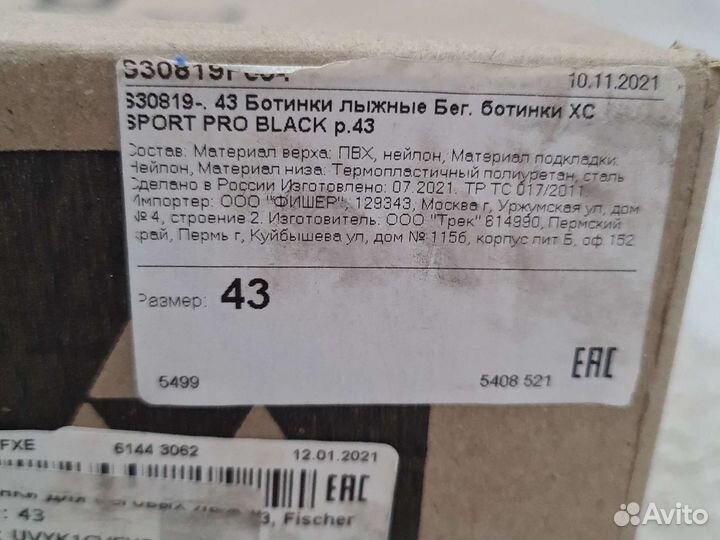 10.11.2021
S30819-. 43 Ботинки лыжные Бег. ботинки XC
SPORT PRO BLACK р.43
Состав: Материал верха: ПВХ, нейлон, Материал подкладки:
Нейлон, Материал низа: Термопластичный полиуретан, сталь
Сделано в России Изготовлено: 07.2021. ТР ТС 017/2011
Импортер: ООО "ФИШЕР", 129343, Москва г, Уржумская ул, дом
№ 4, строение 2. Изготовитель: ООО "Трек" 614990, Пермский
край, Пермь г, Куйбышева ул, дом № 115б, корпус лит Б, оф.152
Размер: 43
5499 5408 521 EAC
FXE 6144 3062 12.01.2021
EAC
Fischer
: 43
Avito